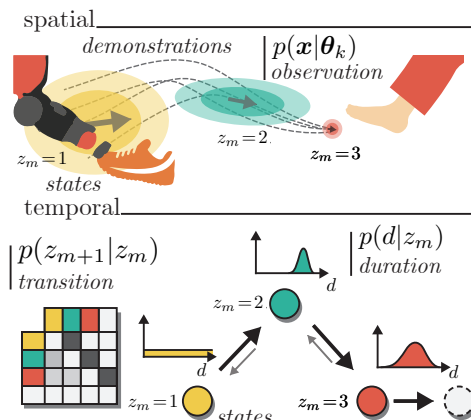 spatial
demonstrations
p(x|θₖ)
observation
zₘ=1
zₘ=2
zₘ=3
states
temporal
p(zₘ₊₁|zₘ)
transition
p(d|zₘ)
duration
d
zₘ=2
d
d
zₘ=1
zₘ=3
states